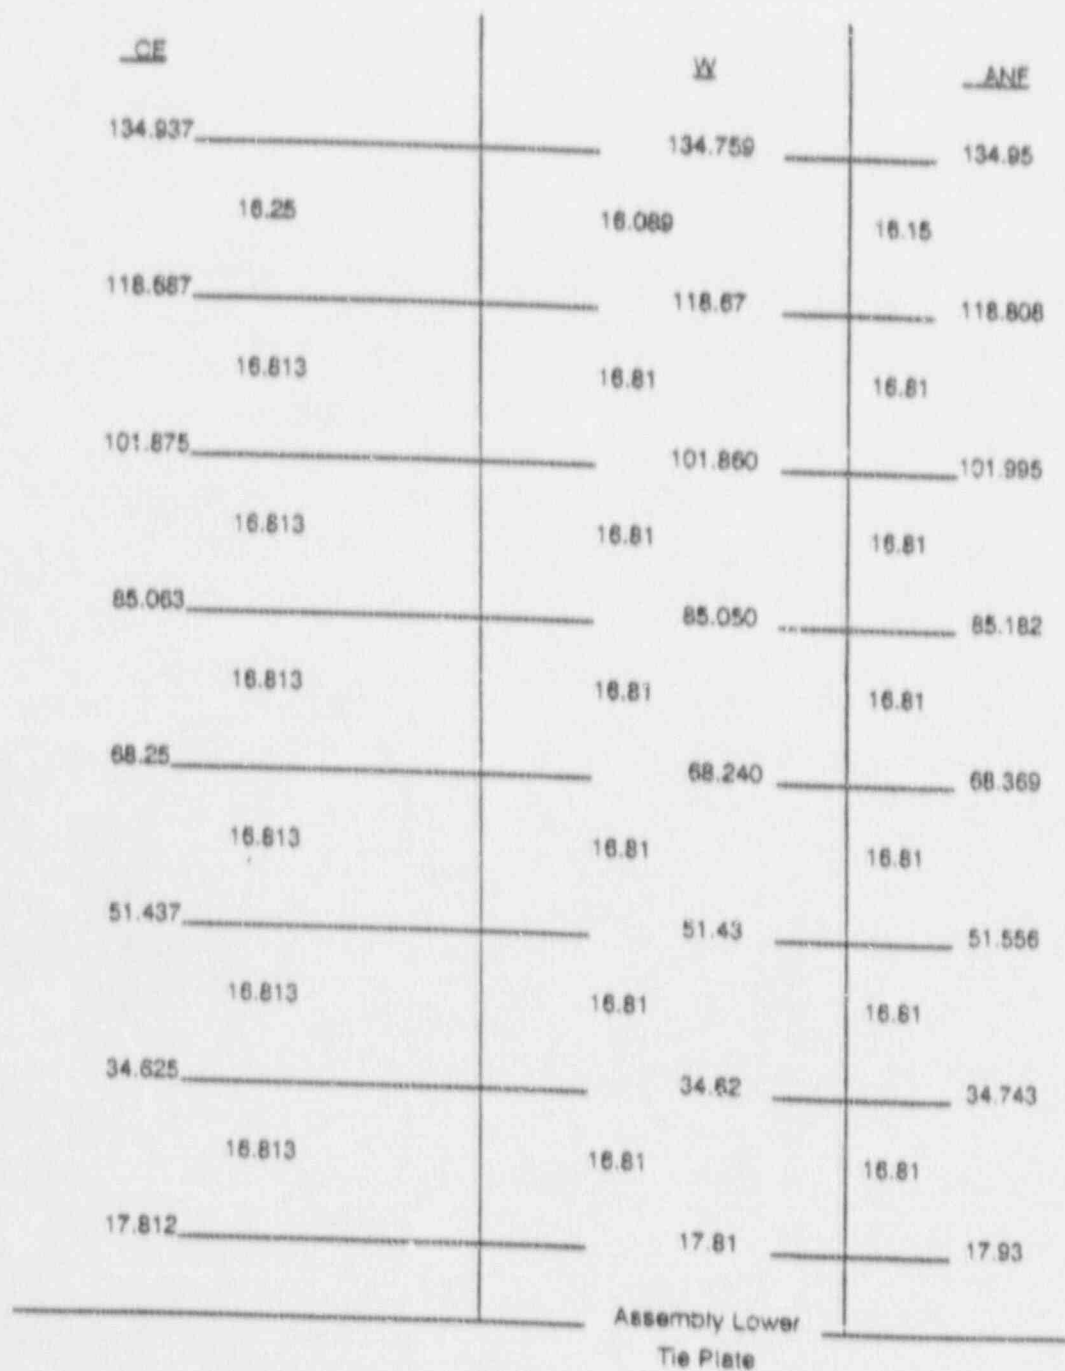 CE W ANF
134.937 134.759 134.95
16.25 16.089 16.15
118.687 118.67 118.808
16.813 16.81 16.81
101.875 101.860 101.995
16.813 16.81 16.81
85.063 85.050 85.182
16.813 16.81 16.81
68.25 68.240 68.369
16.813 16.81 16.81
51.437 51.43 51.556
16.813 16.81 16.81
34.625 34.62 34.743
16.813 16.81 16.81
17.812 17.81 17.93
Assembly Lower
Tie Plate